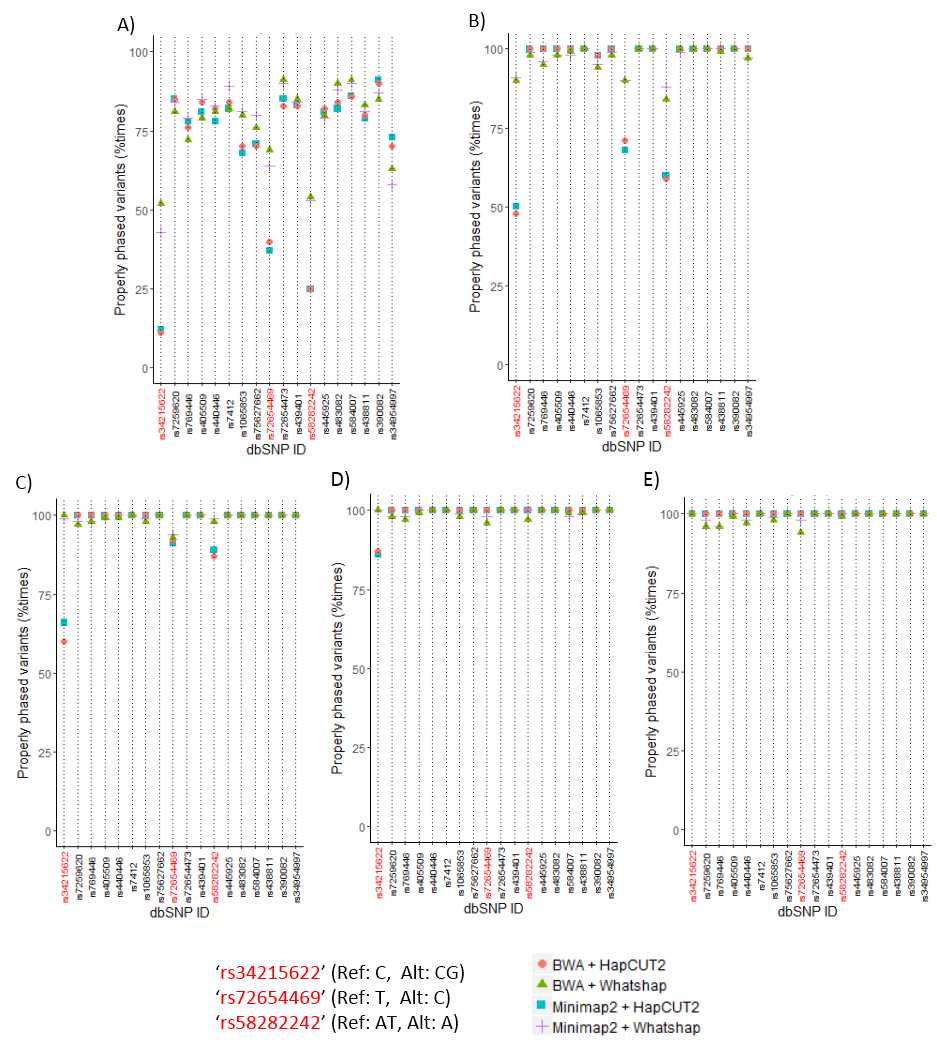 A)
Properly phased variants (%times)
100
75
50
25
0
rs34215622
rs7259620
rs769446
rs405509
rs440446
rs7412
rs1065853
rs75627662
rs72654469
rs72654473
rs439401
rs58282242
rs445925
rs483082
rs584007
rs438811
rs390082
rs34954997
dbSNP ID
B)
Properly phased variants (%times)
100
75
50
25
0
rs34215622
rs7259620
rs769446
rs405509
rs440446
rs7412
rs1065853
rs75627662
rs72654469
rs72654473
rs439401
rs58282242
rs445925
rs483082
rs584007
rs438811
rs390082
rs34954997
dbSNP ID
C)
Properly phased variants (%times)
100
75
50
25
0
rs34215622
rs7259620
rs769446
rs405509
rs440446
rs7412
rs1065853
rs75627662
rs72654469
rs72654473
rs439401
rs58282242
rs445925
rs483082
rs584007
rs438811
rs390082
rs34954997
dbSNP ID
D)
Properly phased variants (%times)
100
75
50
25
0
rs34215622
rs7259620
rs769446
rs405509
rs440446
rs7412
rs1065853
rs75627662
rs72654469
rs72654473
rs439401
rs58282242
rs445925
rs483082
rs584007
rs438811
rs390082
rs34954997
dbSNP ID
E)
Properly phased variants (%times)
100
75
50
25
0
rs34215622
rs7259620
rs769446
rs405509
rs440446
rs7412
rs1065853
rs75627662
rs72654469
rs72654473
rs439401
rs58282242
rs445925
rs483082
rs584007
rs438811
rs390082
rs34954997
dbSNP ID
‘rs34215622’ (Ref: C, Alt: CG)
‘rs72654469’ (Ref: T, Alt: C)
‘rs58282242’ (Ref: AT, Alt: A)
BWA + HapCUT2
BWA + Whatshap
Minimap2 + HapCUT2
Minimap2 + Whatshap